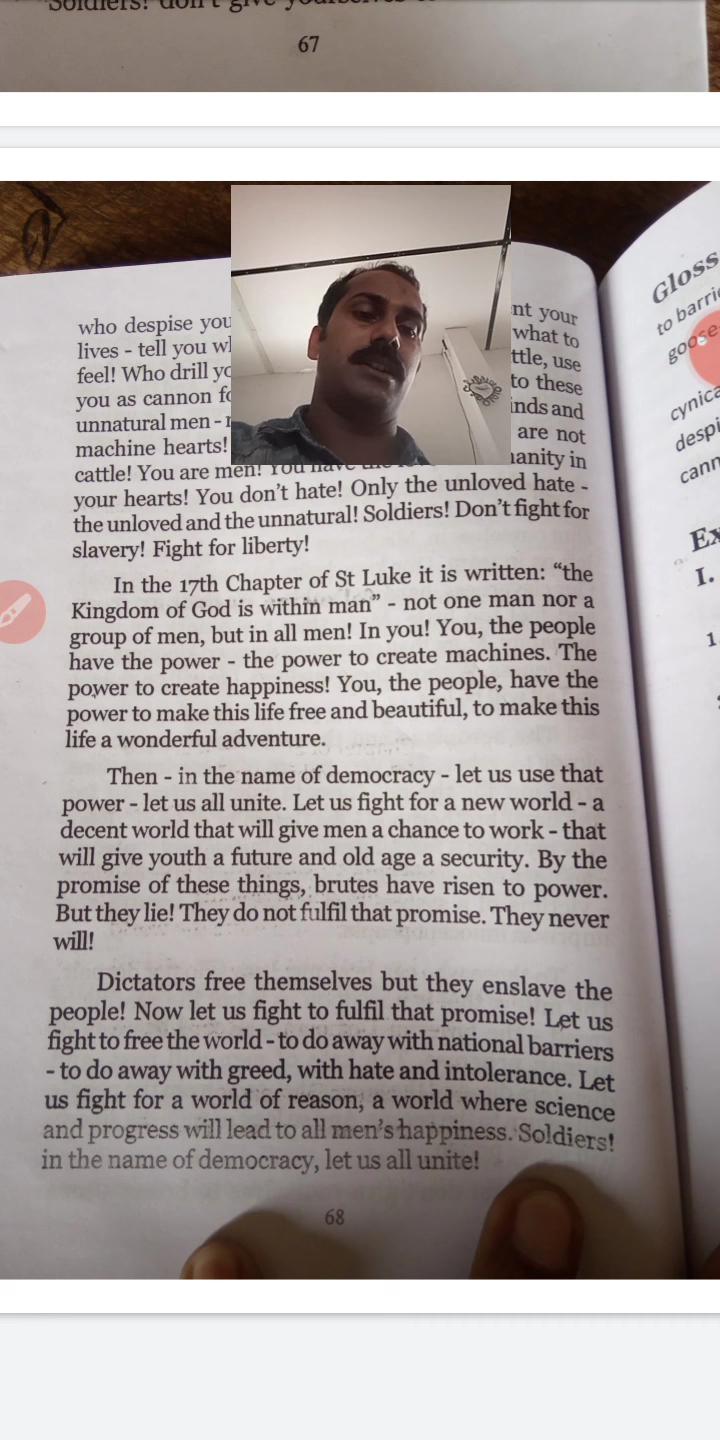 "Soldiers! don't give yourselves
67
who despise you nt your
lives - tell you what to
feel! Who drill ttle, use
you as cannon to these
unnatural men - inds and
machine hearts! are not
cattle! You are men! You have the anity in
your hearts! You don't hate! Only the unloved hate -
the unloved and the unnatural! Soldiers! Don't fight for
slavery! Fight for liberty!
In the 17th Chapter of St Luke it is written: “the
Kingdom of God is within man” - not one man nor a
group of men, but in all men! In you! You, the people
have the power - the power to create machines. The
power to create happiness! You, the people, have the
power to make this life free and beautiful, to make this
life a wonderful adventure.
Then - in the name of democracy - let us use that
power - let us all unite. Let us fight for a new world - a
decent world that will give men a chance to work - that
will give youth a future and old age a security. By the
promise of these things, brutes have risen to power.
But they lie! They do not fulfil that promise. They never
will!
Dictators free themselves but they enslave the
people! Now let us fight to fulfil that promise! Let us
fight to free the world - to do away with national barriers
- to do away with greed, with hate and intolerance. Let
us fight for a world of reason, a world where science
and progress will lead to all men's happiness. Soldiers!
in the name of democracy, let us all unite!
68
Gloss
to barri
goose
cynica
despi
cann
Ex
I.
1